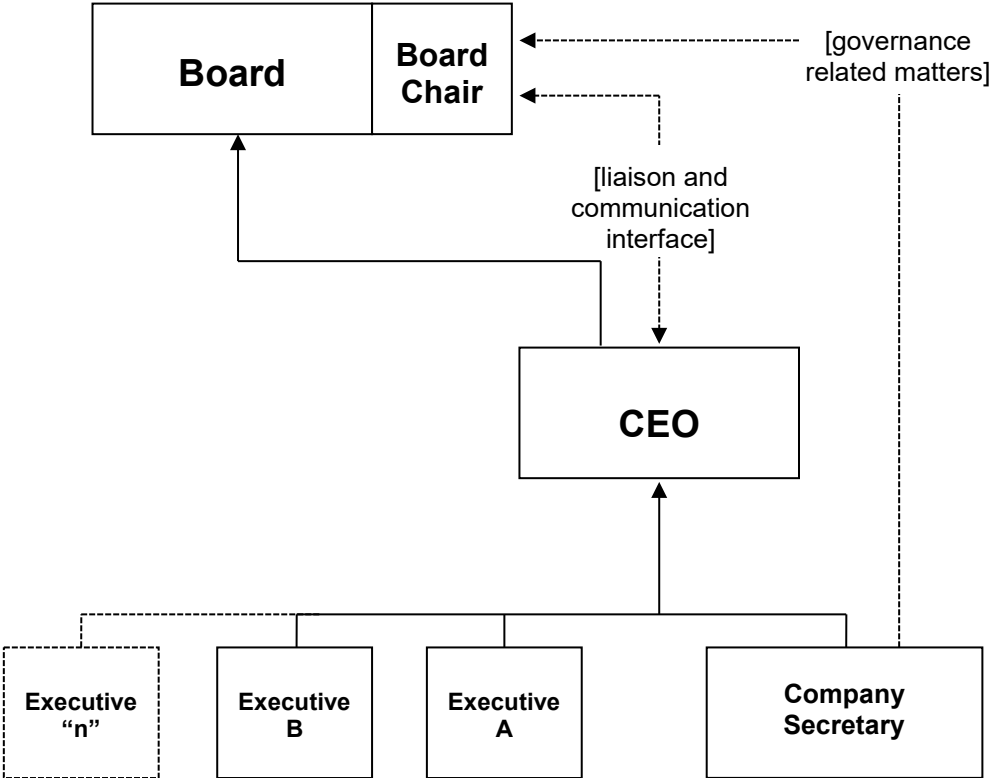 Board
Board
Chair
[governance
related matters]
[liaison and
communication
interface]
CEO
Executive
“n”
Executive
B
Executive
A
Company
Secretary